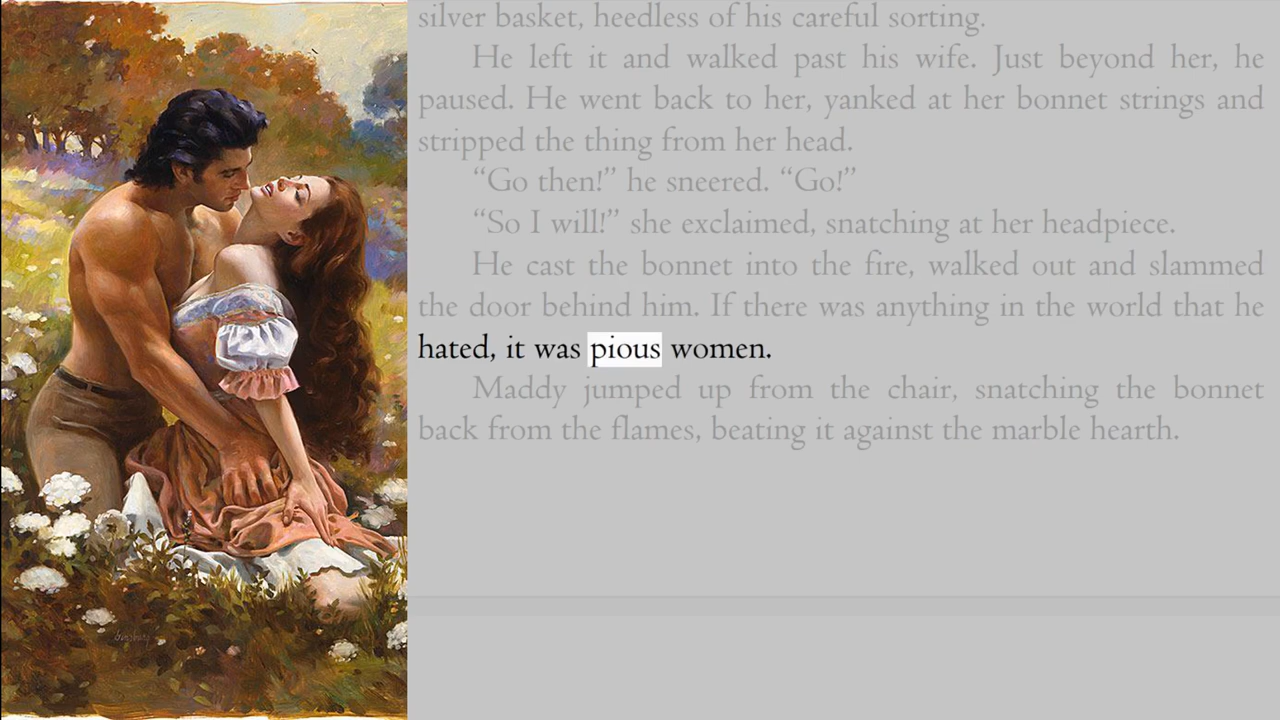 silver basket, heedless of his careful sorting.
He left it and walked past his wife. Just beyond her, he
paused. He went back to her, yanked at her bonnet strings and
stripped the thing from her head.
“Go then!” he sneered. “Go!”
“So I will!” she exclaimed, snatching at her headpiece.
He cast the bonnet into the fire, walked out and slammed
the door behind him. If there was anything in the world that he
hated, it was pious women.
Maddy jumped up from the chair, snatching the bonnet
back from the flames, beating it against the marble hearth.